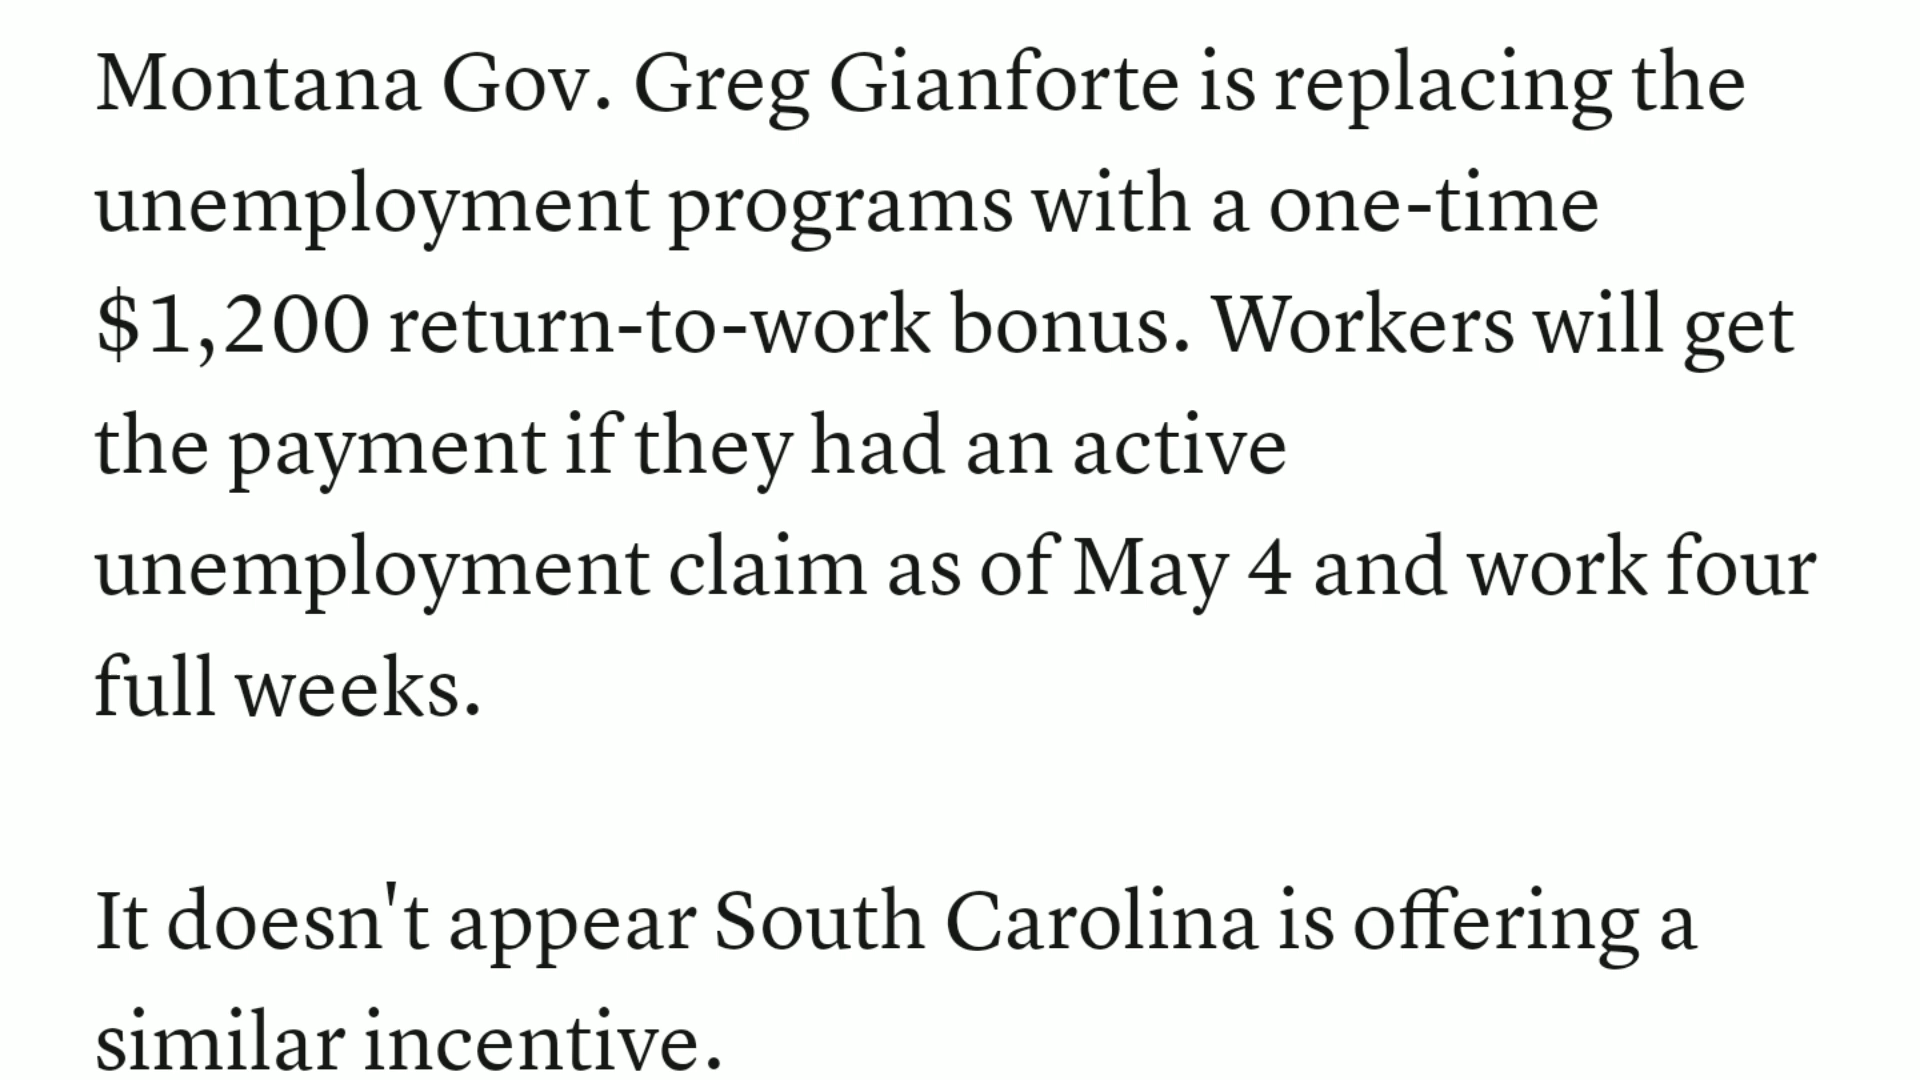 Montana Gov. Greg Gianforte is replacing the
unemployment programs with a one-time
$1,200 return-to-work bonus. Workers will get
the payment if they had an active
unemployment claim as of May 4 and work four
full weeks.
It doesn't appear South Carolina is offering a
similar incentive.